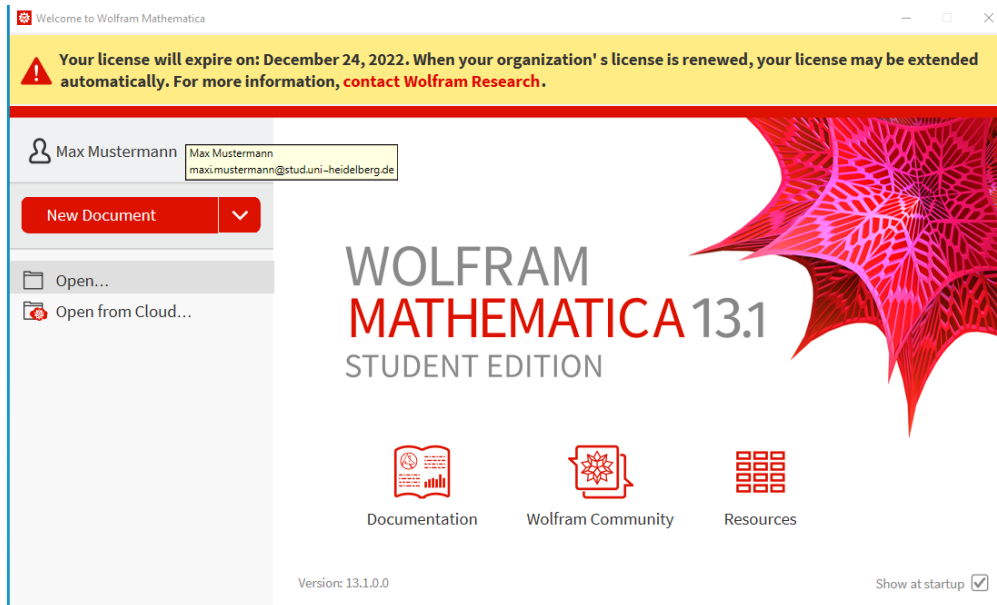 Welcome to Wolfram Mathematica
Your license will expire on: December 24, 2022. When your organization' s license is renewed, your license may be extended
automatically. For more information, contact Wolfram Research.
Max Mustermann
Max Mustermann
maxi.mustermann@stud.uni-heidelberg.de
New Document
Open...
Open from Cloud...
WOLFRAM
MATHEMATICA 13.1
STUDENT EDITION
Documentation
Wolfram Community
Resources
Version: 13.1.0.0
Show at startup